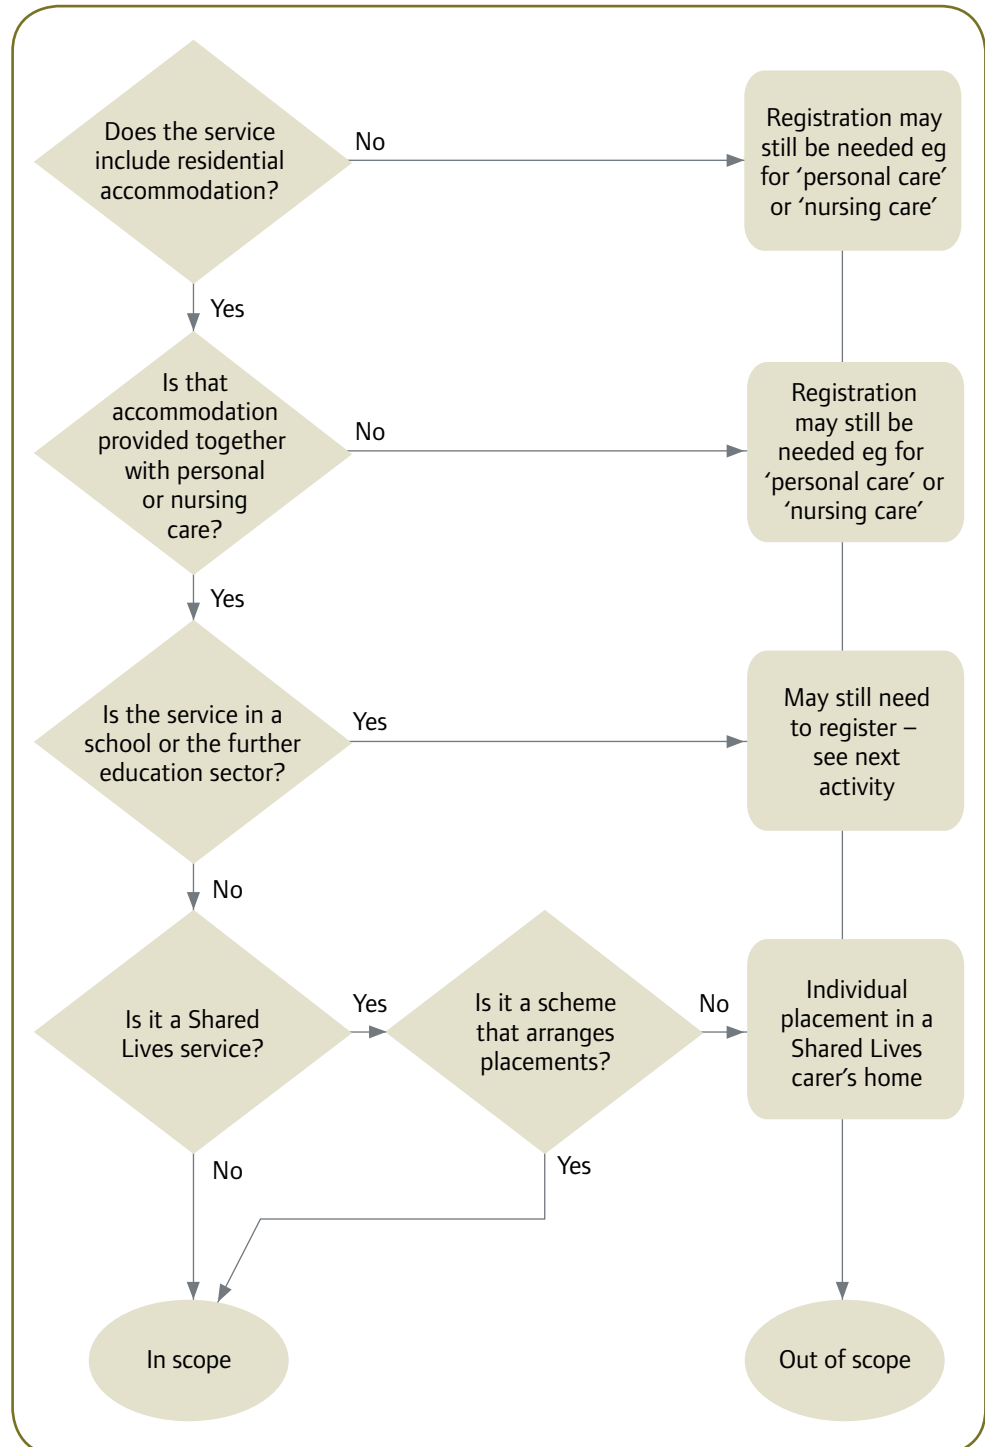 Does the service
include residential
accommodation?
No
Registration may
still be needed eg
for ‘personal care’
or ‘nursing care’
Yes
Is that
accommodation
provided together
with personal
or nursing
care?
No
Registration
may still be
needed eg for
‘personal care’ or
‘nursing care’
Yes
Is the service in a
school or the further
education sector?
Yes
May still need
to register –
see next
activity
No
Is it a Shared
Lives service?
Yes
Is it a scheme
that arranges
placements?
No
Individual
placement in a
Shared Lives
carer’s home
No
Yes
In scope
Out of scope